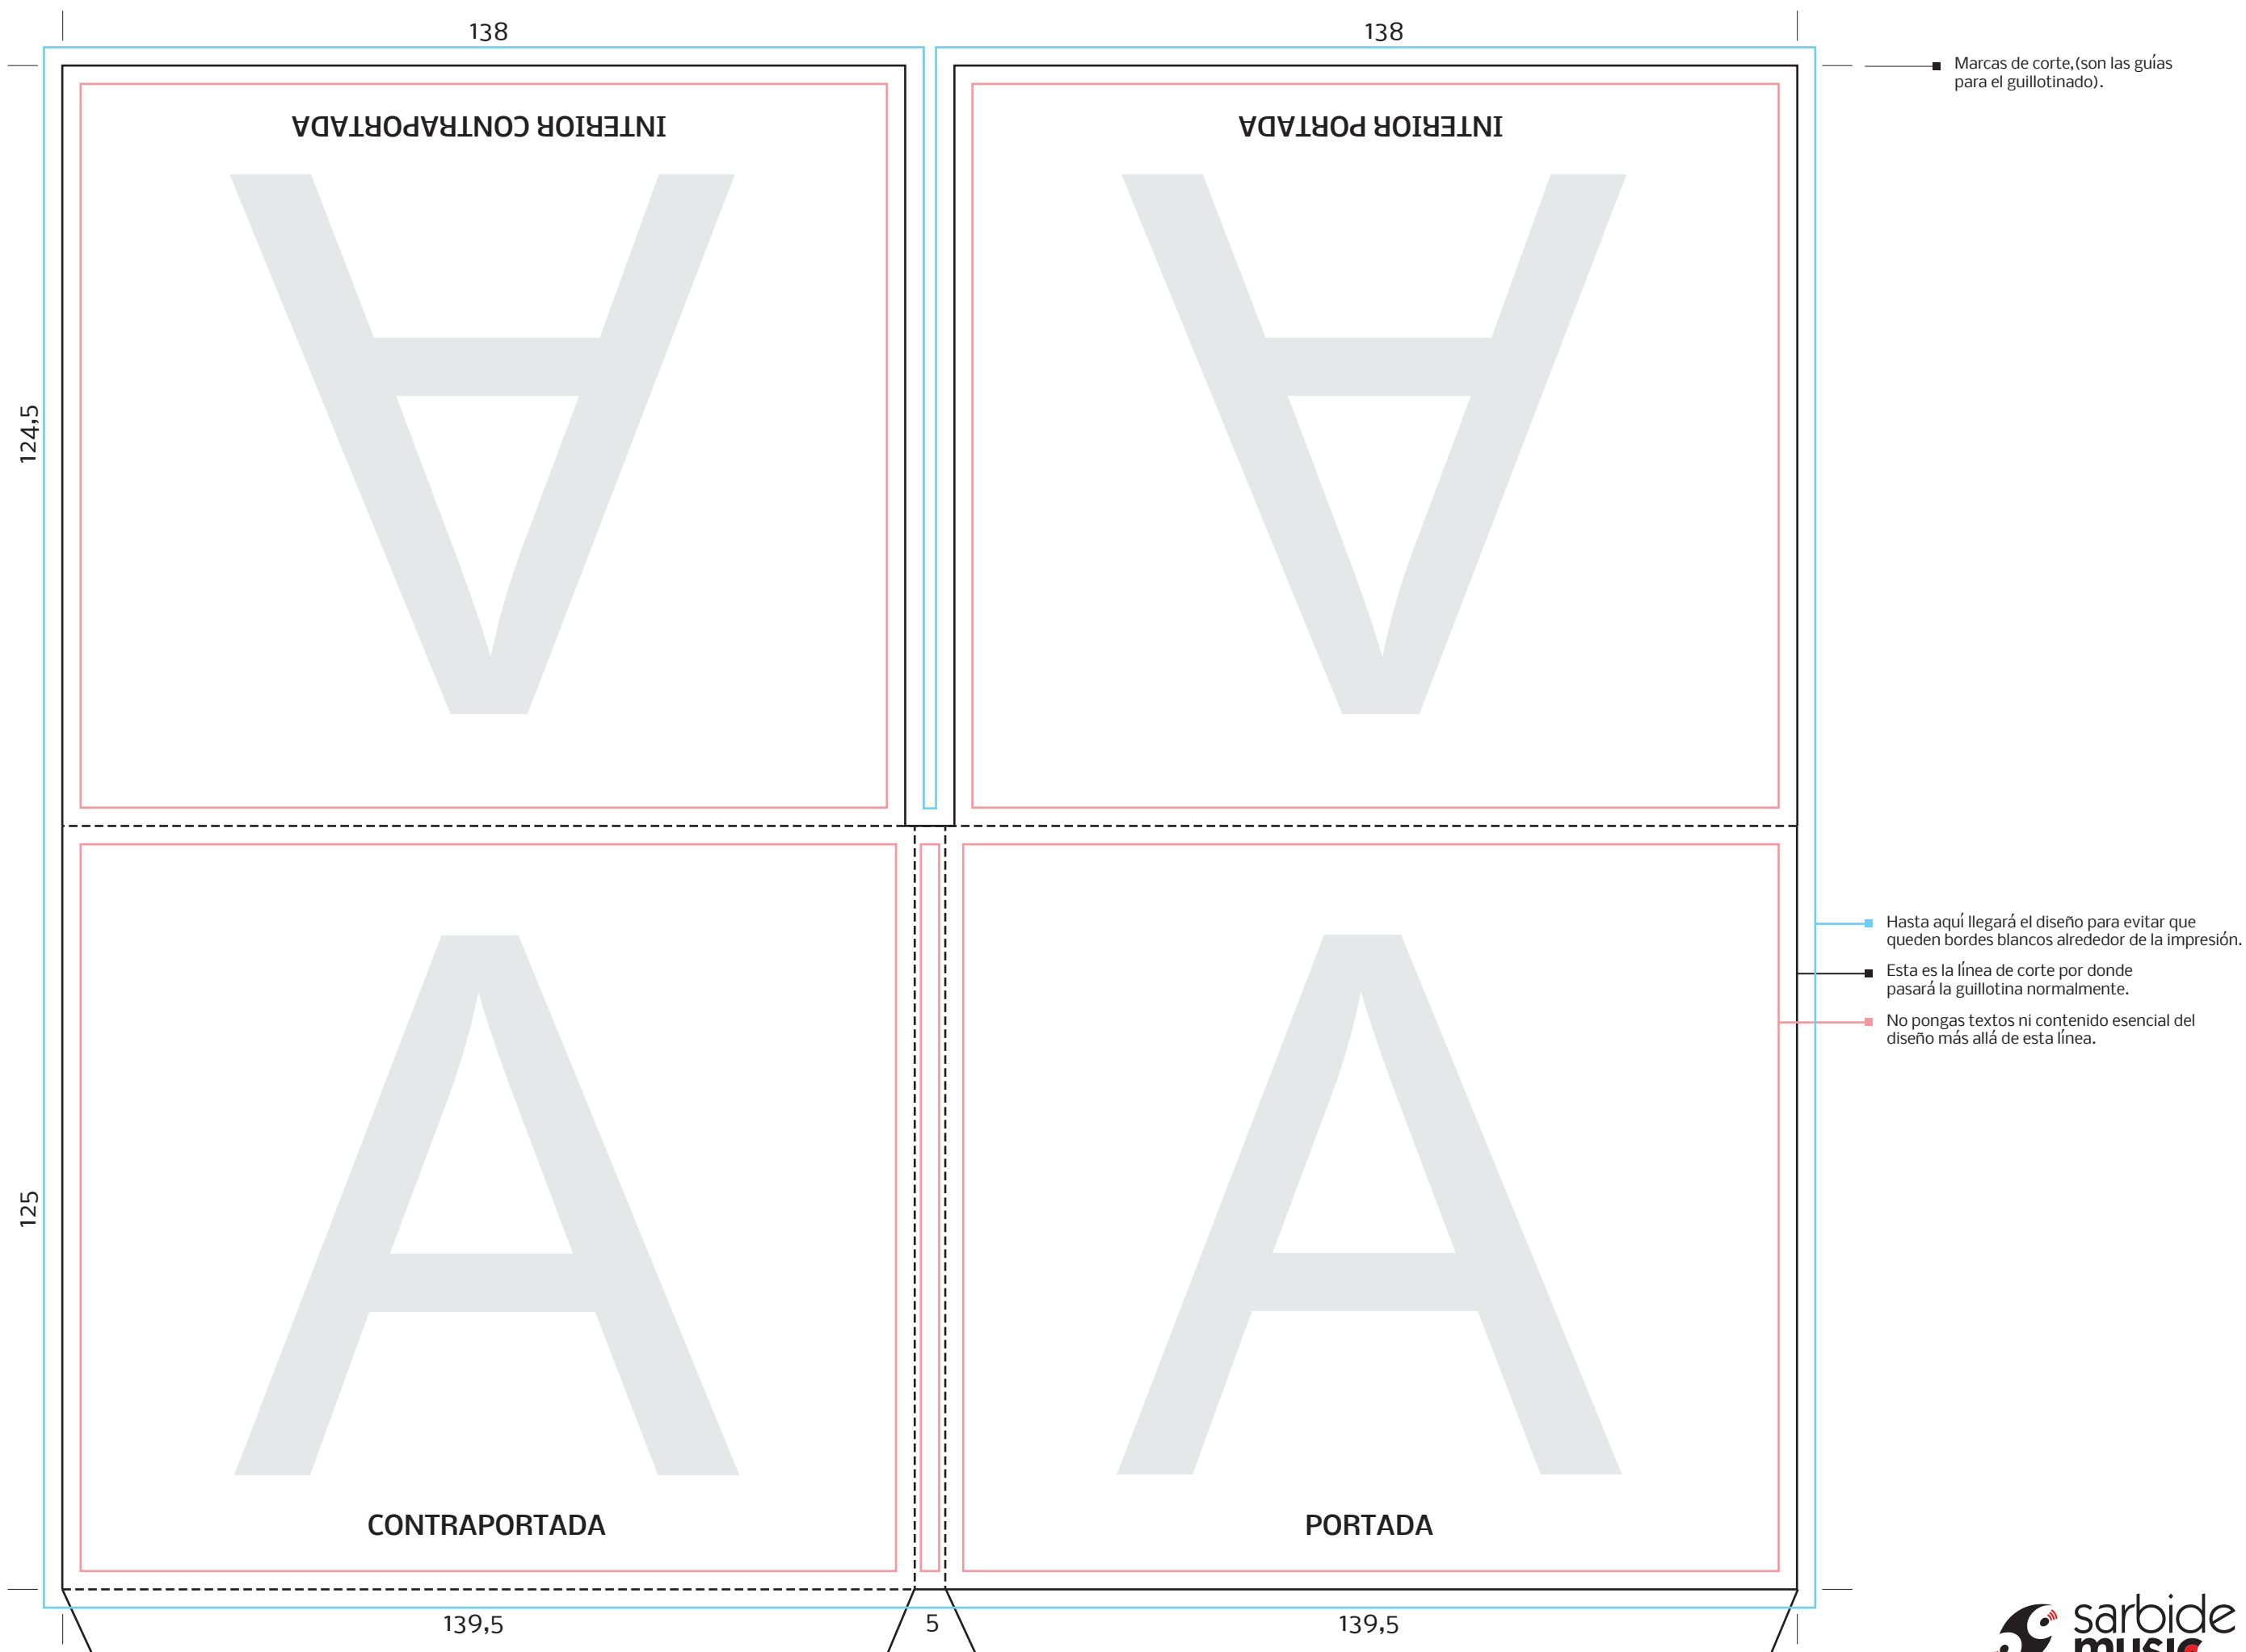 138
138
Marcas de corte,(son las guías
para el guillotinado).
INTERIOR CONTRAPORTADA
INTERIOR PORTADA
124,5
Hasta aquí llegará el diseño para evitar que
queden bordes blancos alrededor de la impresión.
Esta es la línea de corte por donde
pasará la guillotina normalmente.
No pongas textos ni contenido esencial del
diseño más allá de esta línea.
A
A
A
A
125
CONTRAPORTADA
PORTADA
139,5
5
139,5
sarbide
music